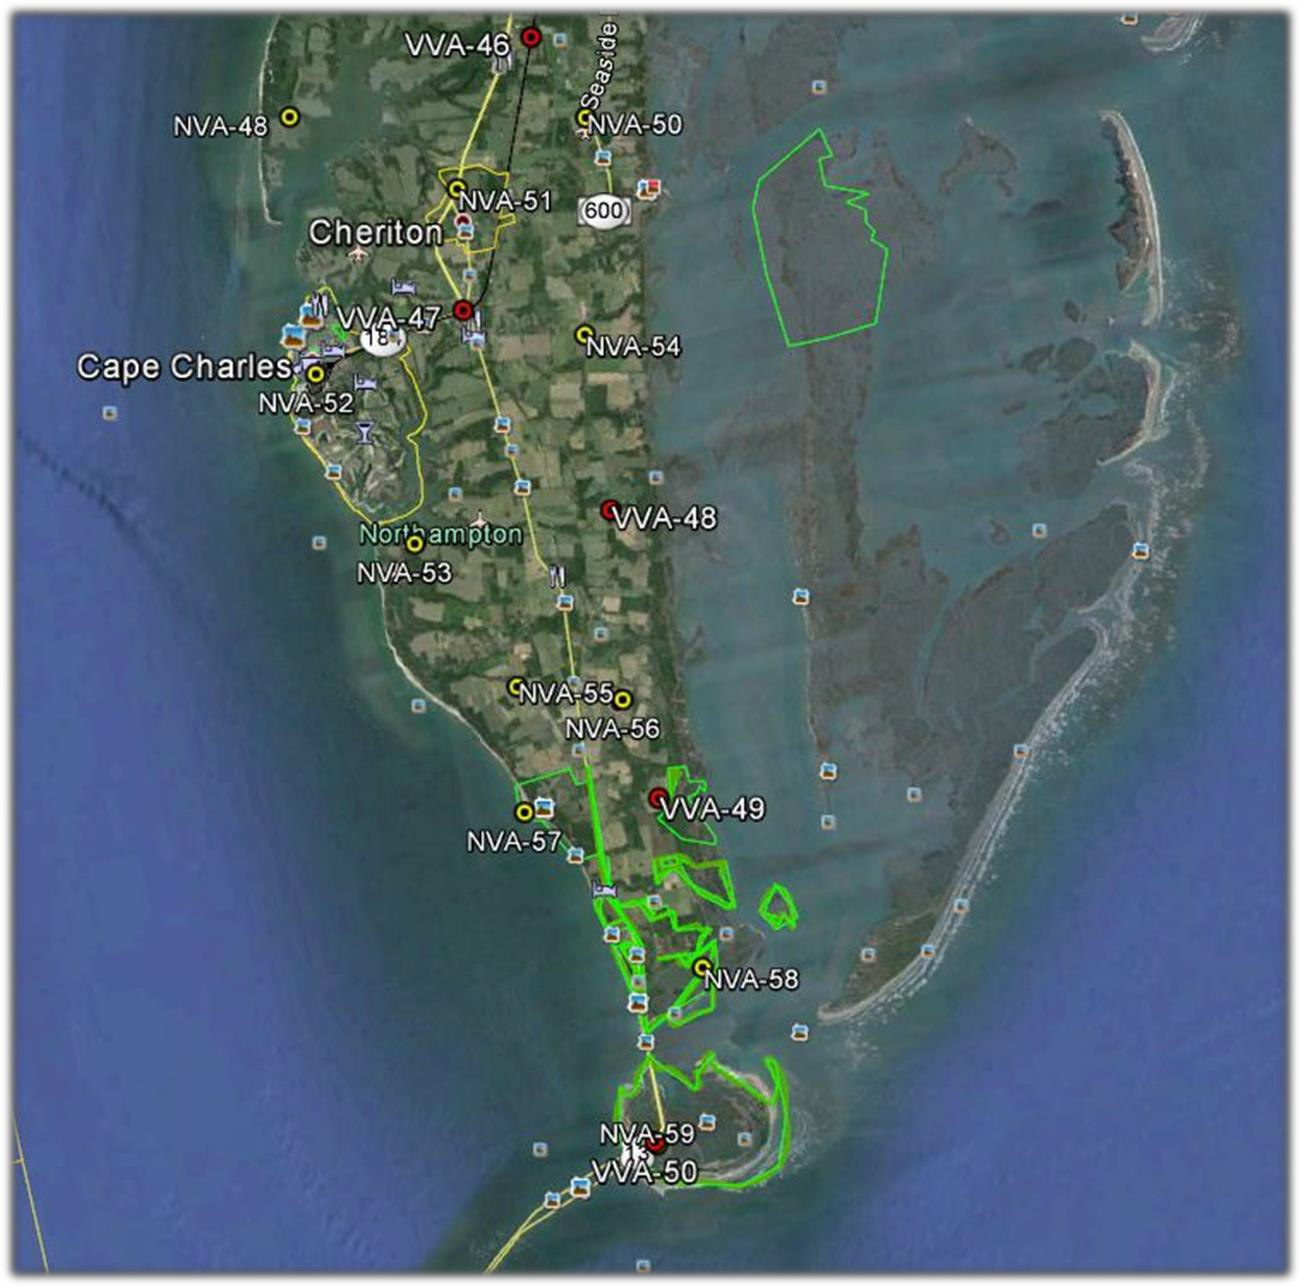 VVA-46
Seaside
NVA-48
NVA-50
NVA-51
600
Cheriton
VVA-47
184
NVA-54
Cape Charles
NVA-52
VVA-48
Northampton
NVA-53
NVA-55
NVA-56
VVA-49
NVA-57
NVA-58
NVA-59
13
VVA-50